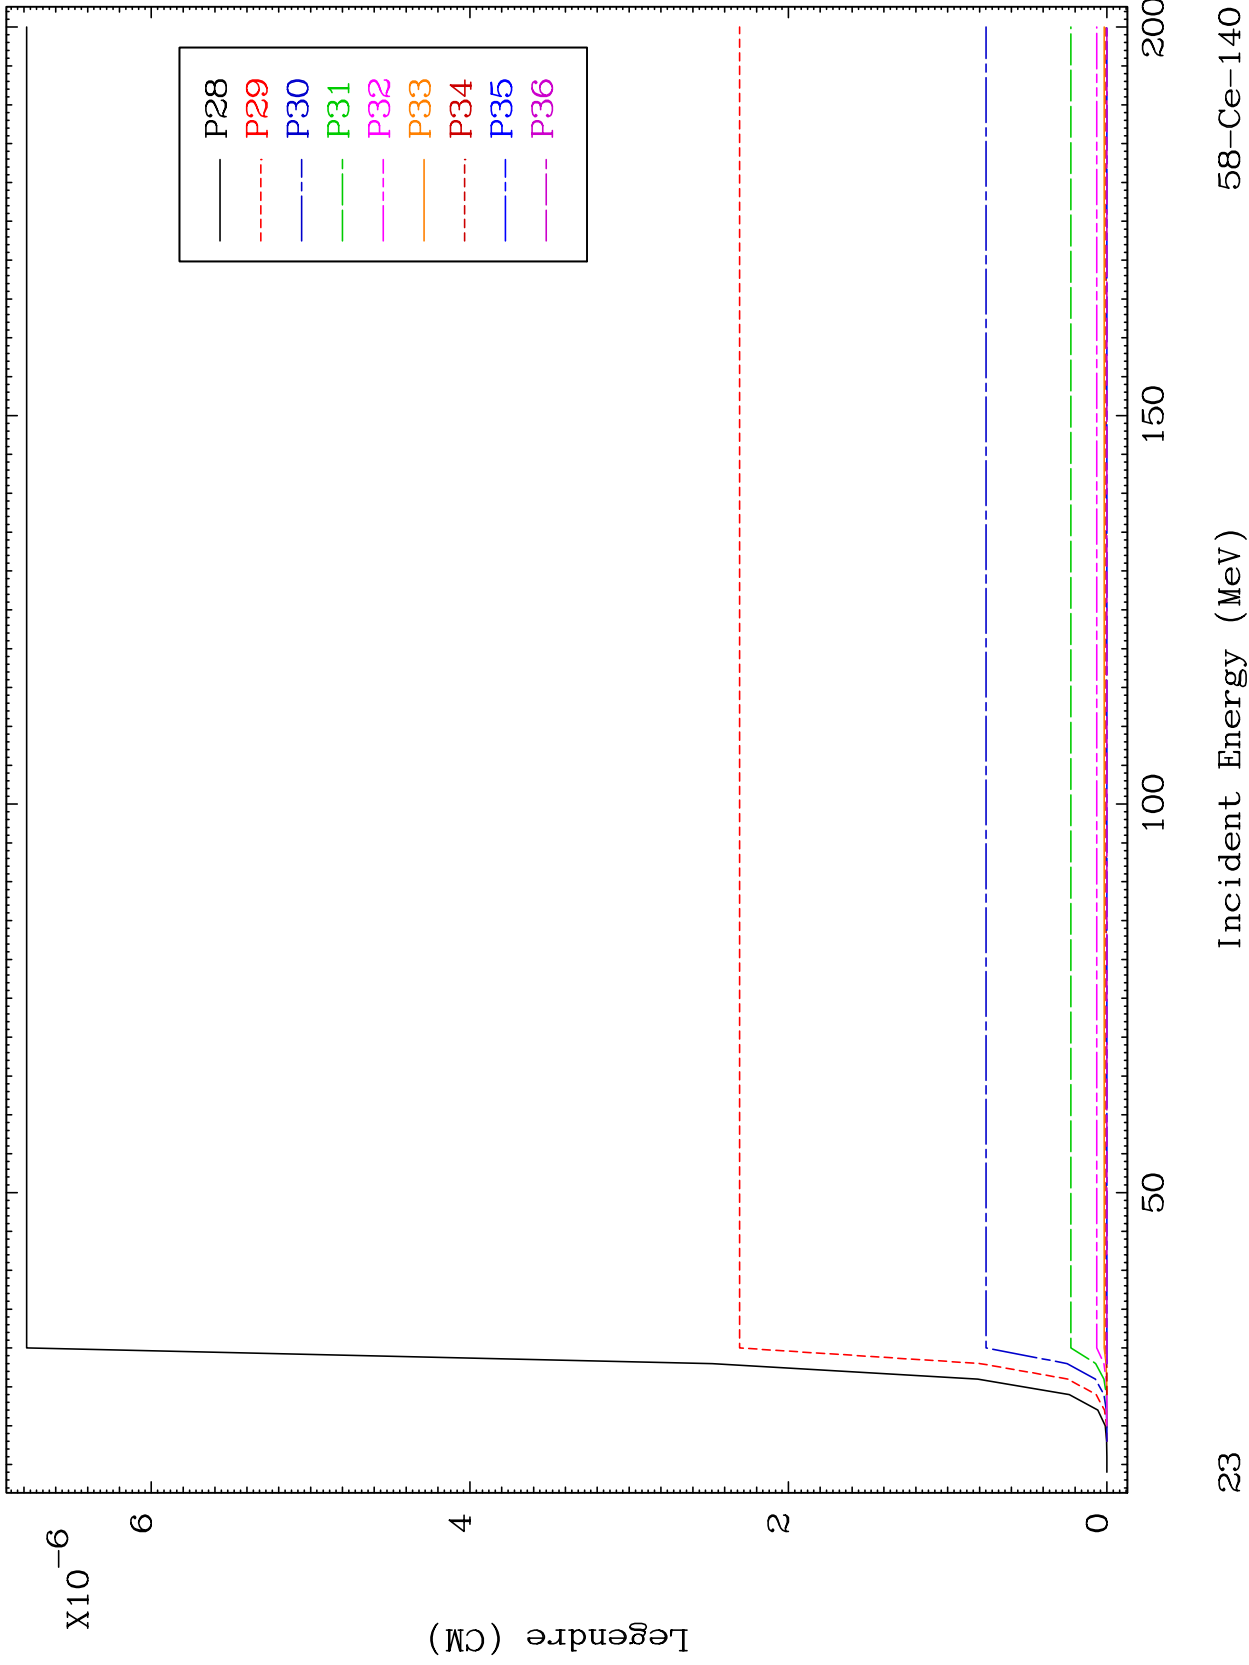 X10-6
Legendre (CM)
6
4
2
0
P28
P29
P30
P31
P32
P33
P34
P35
P36
50
100
150
200
Incident Energy (MeV)
23
58-Ce-140